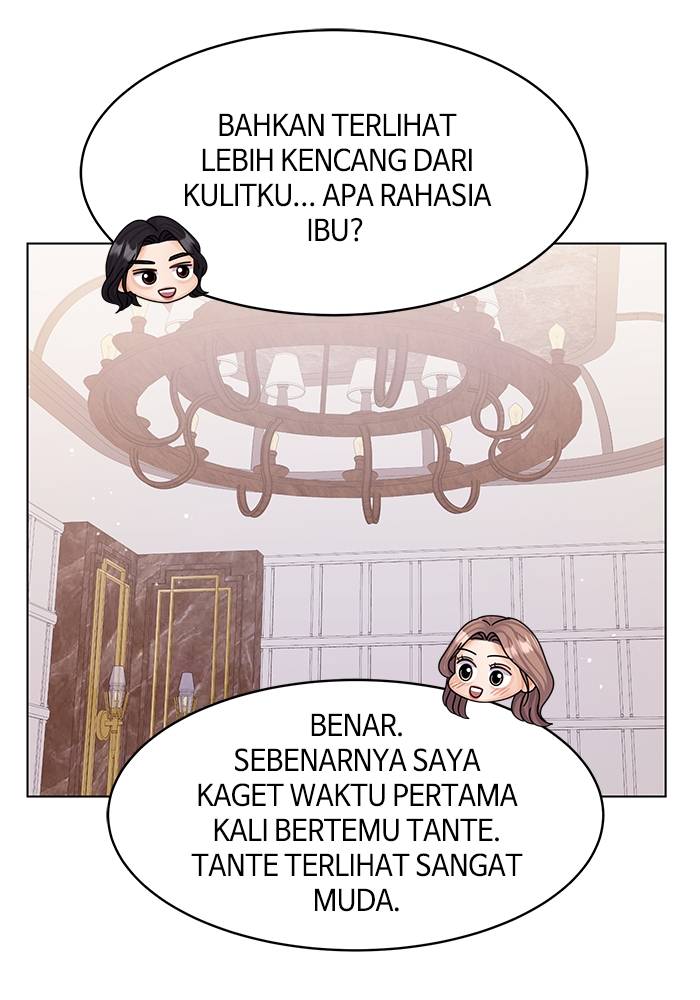 BAHKAN TERLIHAT
LEBIH KENCANG DARI
KULITKU... APA RAHASIA
IBU?
BENAR.
SEBENARNYA SAYA
KAGET WAKTU PERTAMA
KALI BERTEMU TANTE.
TANTE TERLIHAT SANGAT
MUDA.